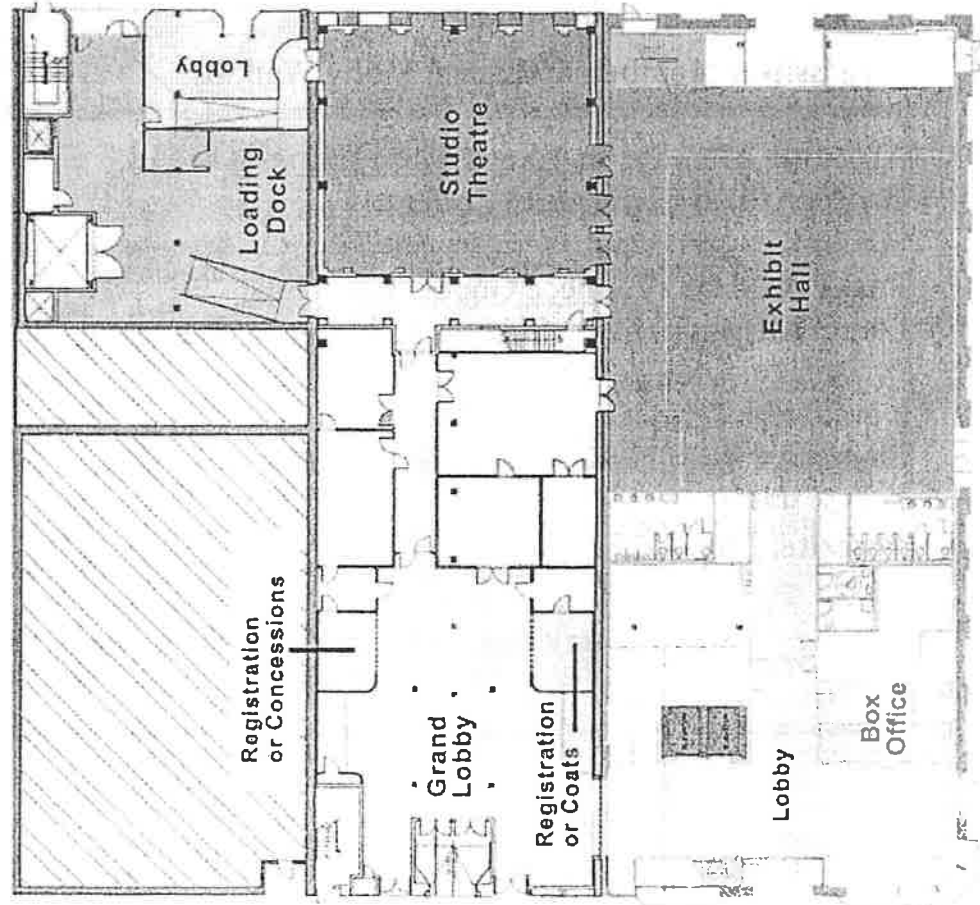 Lobby
Loading
Dock
Studio
Theatre
Exhibit
Hall
Registration
or Concessions
Grand
Lobby
Registration
or Coats
Lobby
Box
Office